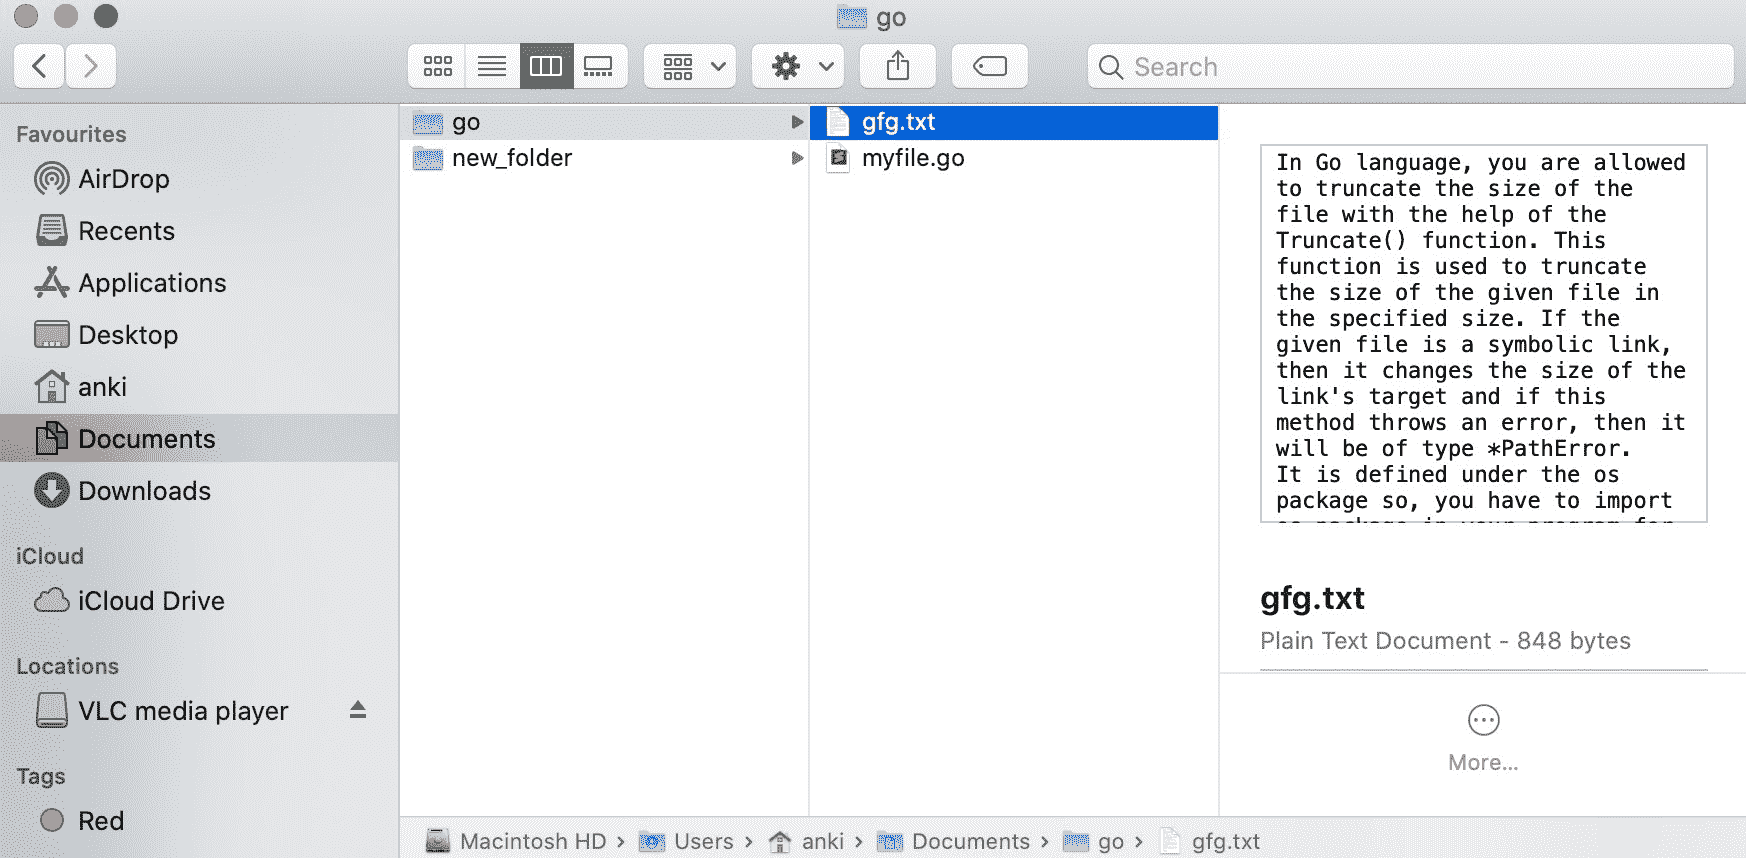 go
Search
Favourites
AirDrop
Recents
Applications
Desktop
anki
Documents
Downloads
iCloud
iCloud Drive
Locations
VLC media player
Tags
Red
go
new_folder
gfg.txt
myfile.go
In Go language, you are allowed
to truncate the size of the
file with the help of the
Truncate() function. This
function is used to truncate
the size of the given file in
the specified size. If the
given file is a symbolic link,
then it changes the size of the
link's target and if this
method throws an error, then it
will be of type *PathError.
It is defined under the os
package so, you have to import
gfg.txt
Plain Text Document - 848 bytes
More...
Macintosh HD › Users › anki › Documents › go › gfg.txt